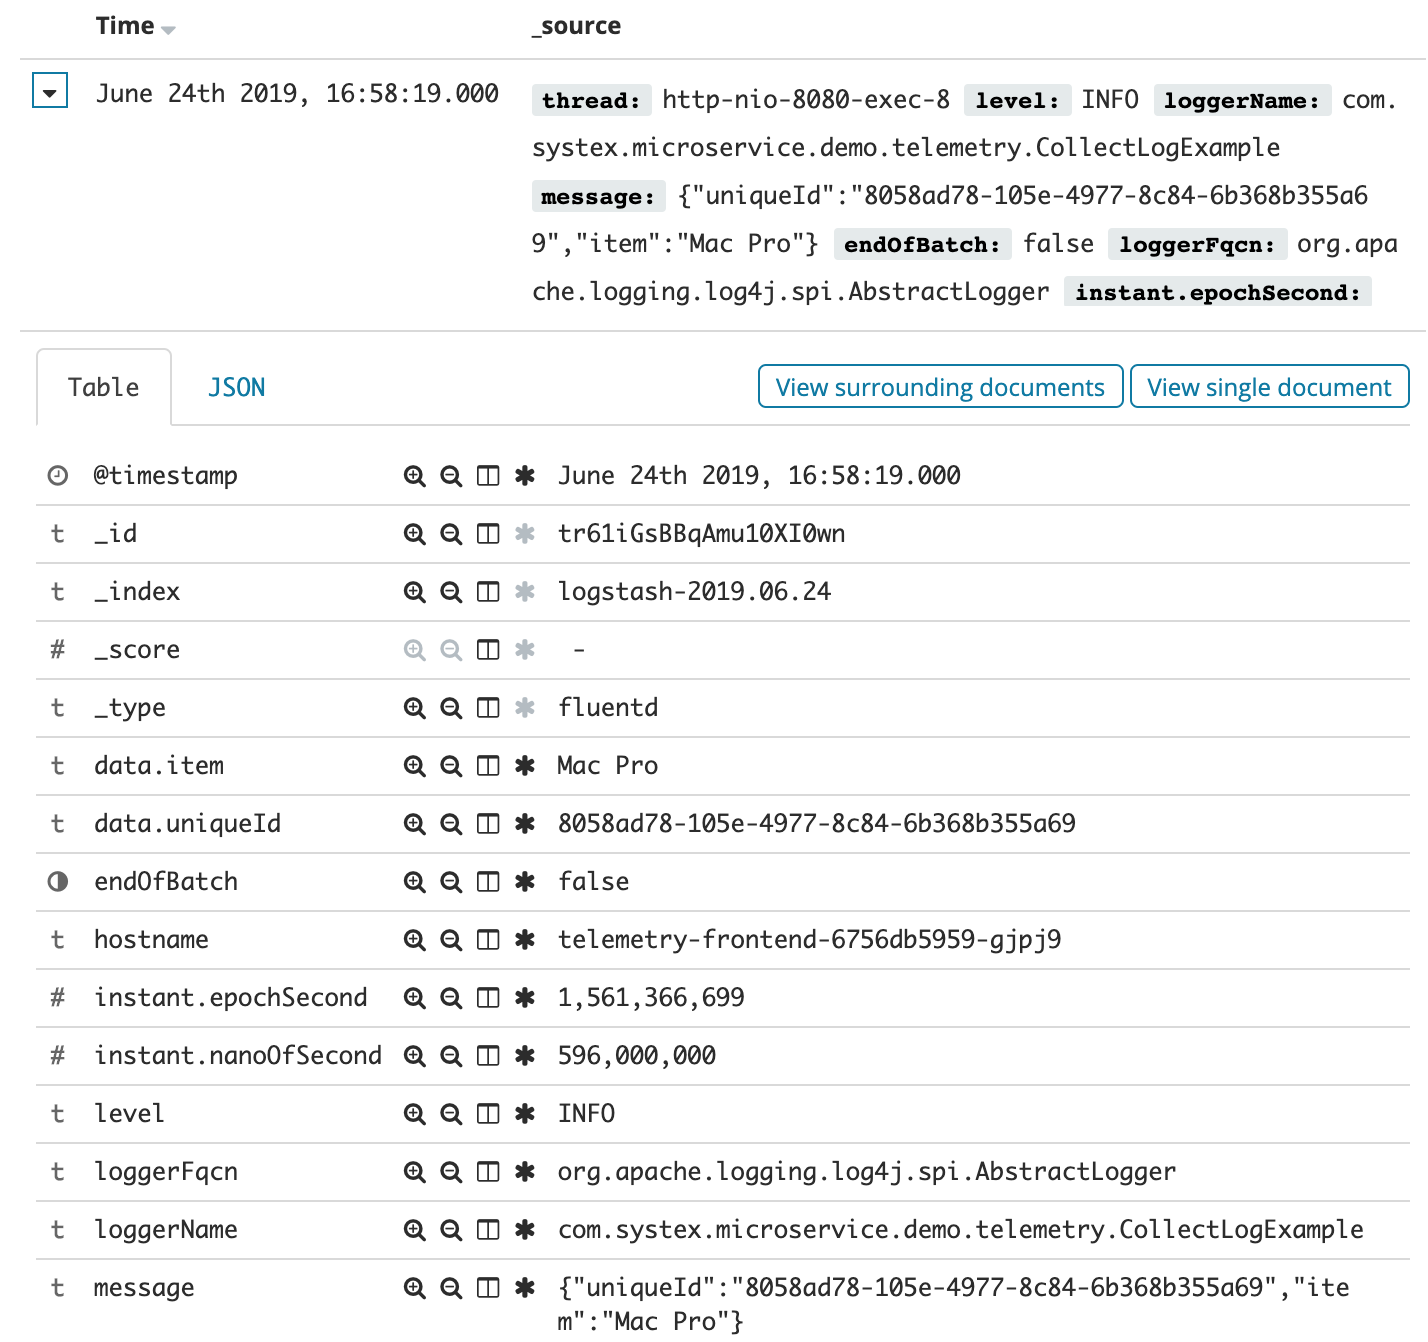 Time _source
June 24th 2019, 16:58:19.000 thread: http-nio-8080-exec-8 level: INFO loggerName: com.
systex.microservice.demo.telemetry.CollectLogExample
message: {"uniqueId":"8058ad78-105e-4977-8c84-6b368b355a6
9","item":"Mac Pro"} endOfBatch: false loggerFqcn: org.apa
che.logging.log4j.spi.AbstractLogger instant.epochSecond:
Table JSON View surrounding documents View single document
@timestamp June 24th 2019, 16:58:19.000
t _id tr61iGsBBqAmu10XI0wn
t _index logstash-2019.06.24
# _score -
t _type fluentd
t data.item Mac Pro
t data.uniqueId 8058ad78-105e-4977-8c84-6b368b355a69
endOfBatch false
t hostname telemetry-frontend-6756db5959-gjpj9
# instant.epochSecond 1,561,366,699
# instant.nanoOfSecond 596,000,000
t level INFO
t loggerFqcn org.apache.logging.log4j.spi.AbstractLogger
t loggerName com.systex.microservice.demo.telemetry.CollectLogExample
t message {"uniqueId":"8058ad78-105e-4977-8c84-6b368b355a69","ite
m":"Mac Pro"}